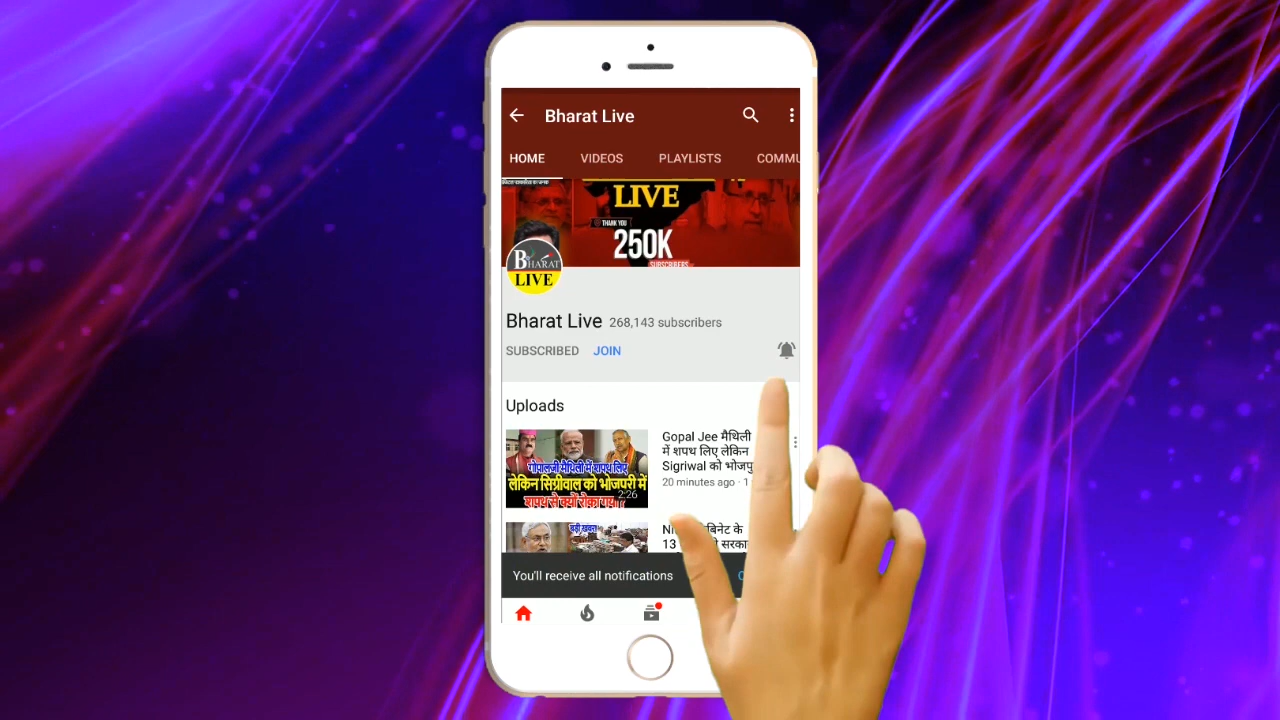 Bharat Live
HOME VIDEOS PLAYLISTS COMMU
LIVE
THANK YOU
250K
SUBSCRIBERS
BHARAT
LIVE
Bharat Live 268,143 subscribers
SUBSCRIBED JOIN
Uploads
गोपालजी मैथिली में शपथ लिए
लेकिन सिग्रीवाल को भोजपुरी में
शपथ से क्यों रोका गया?
2:26
Gopal Jee मैथिली
में शपथ लिए लेकिन
Sigriwal को भोजपु
20 minutes ago · 1
बड़ी खबर
बिनेट के
13 सरका
You'll receive all notifications